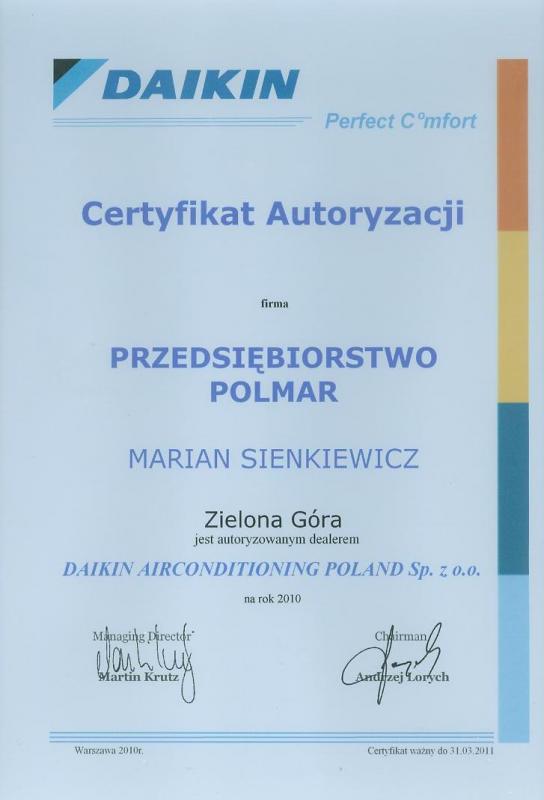 DAIKIN
Perfect Comfort
Certyfikat Autoryzacji
firma
PRZEDSIĘBIORSTWO
POLMAR
MARIAN SIENKIEWICZ
Zielona Góra
jest autoryzowanym dealerem
DAIKIN AIRCONDITIONING POLAND Sp. z o.o.
na rok 2010
Managing Director Chairman
Martin Krutz Andrzej Lorych
Warszawa 2010r. Certyfikat ważny do 31.03.2011